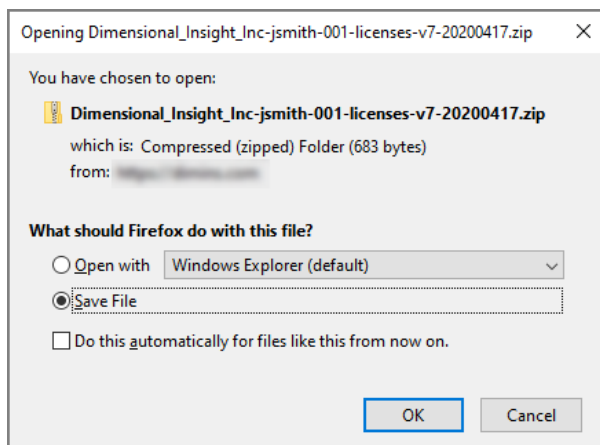 Opening Dimensional_Insight_Inc-jsmith-001-licenses-v7-20200417.zip
You have chosen to open:
Dimensional_Insight_Inc-jsmith-001-licenses-v7-20200417.zip
which is: Compressed (zipped) Folder (683 bytes)
from:
What should Firefox do with this file?
Open with Windows Explorer (default)
Save File
Do this automatically for files like this from now on.
OK Cancel